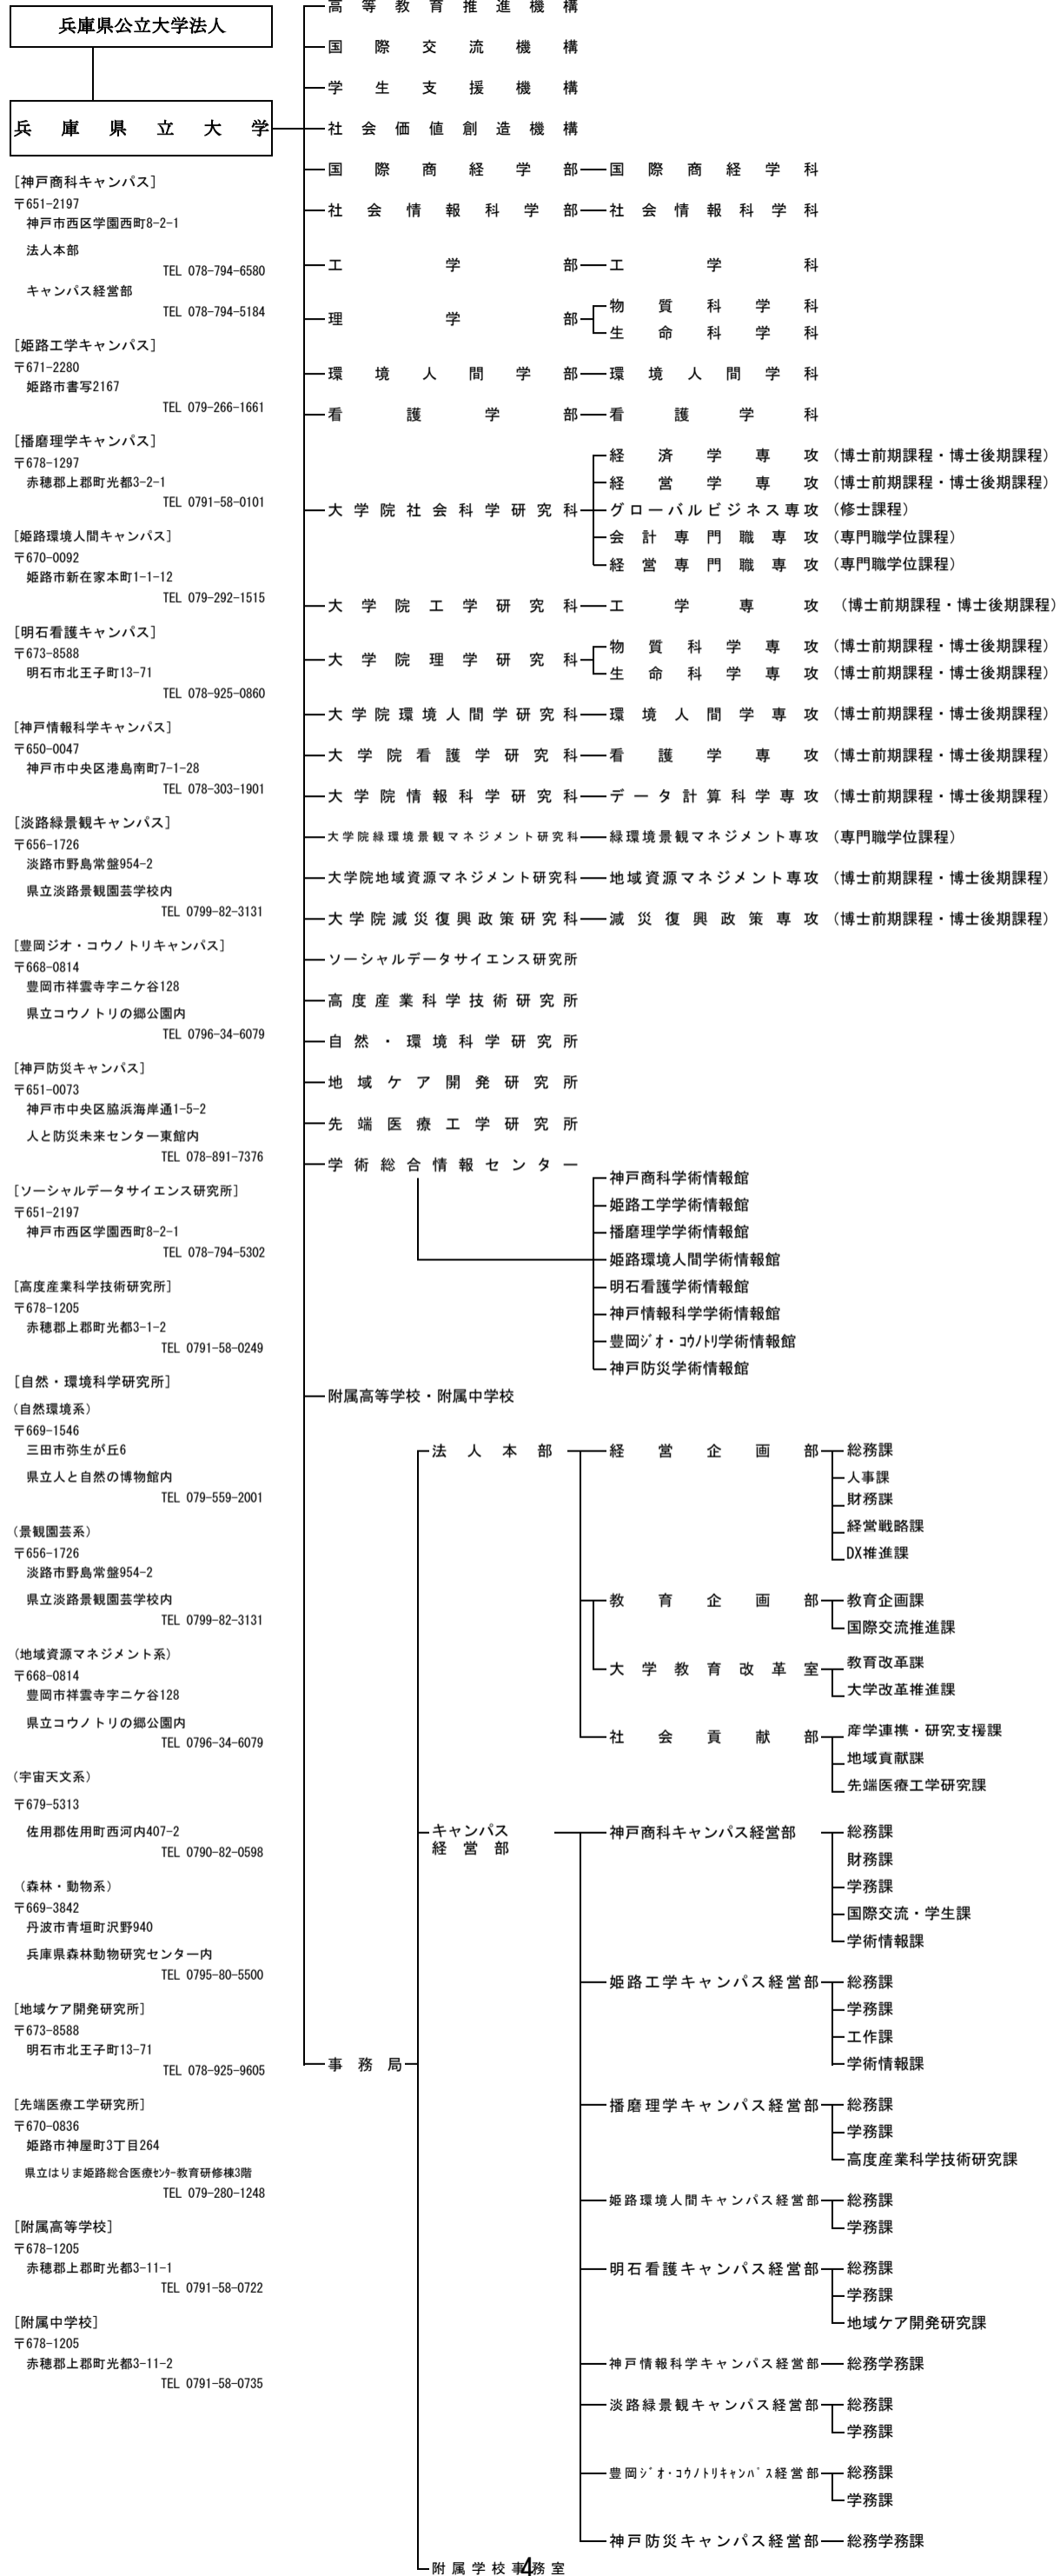 兵庫県公立大学法人
兵庫県立大学
[神戸商科キャンパス]
〒651-2197
神戸市西区学園西町8-2-1
法人本部
TEL 078-794-6580
キャンパス経営部
TEL 078-794-5184
[姫路工学キャンパス]
〒671-2280
姫路市書写2167
TEL 079-266-1661
[播磨理学キャンパス]
〒678-1297
赤穂郡上郡町光都3-2-1
TEL 0791-58-0101
[姫路環境人間キャンパス]
〒670-0092
姫路市新在家本町1-1-12
TEL 079-292-1515
[明石看護キャンパス]
〒673-8588
明石市北王子町13-71
TEL 078-925-0860
[神戸情報科学キャンパス]
〒650-0047
神戸市中央区港島南町7-1-28
TEL 078-303-1901
[淡路緑景観キャンパス]
〒656-1726
淡路市野島常盤954-2
県立淡路景観園芸学校内
TEL 0799-82-3131
[豊岡ジオ・コウノトリキャンパス]
〒668-0814
豊岡市祥雲寺字二ケ谷128
県立コウノトリの郷公園内
TEL 0796-34-6079
[神戸防災キャンパス]
〒651-0073
神戸市中央区脇浜海岸通1-5-2
人と防災未来センター東館内
TEL 078-891-7376
[ソーシャルデータサイエンス研究所]
〒651-2197
神戸市西区学園西町8-2-1
TEL 078-794-5302
[高度産業科学技術研究所]
〒678-1205
赤穂郡上郡町光都3-1-2
TEL 0791-58-0249
[自然・環境科学研究所]
(自然環境系)
〒669-1546
三田市弥生が丘6
県立人と自然の博物館内
TEL 079-559-2001
(景観園芸系)
〒656-1726
淡路市野島常盤954-2
県立淡路景観園芸学校内
TEL 0799-82-3131
(地域資源マネジメント系)
〒668-0814
豊岡市祥雲寺字二ケ谷128
県立コウノトリの郷公園内
TEL 0796-34-6079
(宇宙天文系)
〒679-5313
佐用郡佐用町西河内407-2
TEL 0790-82-0598
(森林・動物系)
〒669-3842
丹波市青垣町沢野940
兵庫県森林動物研究センター内
TEL 0795-80-5500
[地域ケア開発研究所]
〒673-8588
明石市北王子町13-71
TEL 078-925-9605
[先端医療工学研究所]
〒670-0836
姫路市神屋町3丁目264
県立はりま姫路総合医療ｾﾝﾀｰ教育研修棟3階
TEL 079-280-1248
[附属高等学校]
〒678-1205
赤穂郡上郡町光都3-11-1
TEL 0791-58-0722
[附属中学校]
〒678-1205
赤穂郡上郡町光都3-11-2
TEL 0791-58-0735
高等教育推進機構
国際交流機構
学生支援機構
社会価値創造機構
国際商経学部 国際商経学科
社会情報科学部 社会情報科学科
工学部 工学科
理学部
物質科学科
生命科学科
環境人間学部 環境人間学科
看護学部 看護学科
大学院社会科学研究科
経済学専攻 (博士前期課程・博士後期課程)
経営学専攻 (博士前期課程・博士後期課程)
グローバルビジネス専攻 (修士課程)
会計専門職専攻 (専門職学位課程)
経営専門職専攻 (専門職学位課程)
大学院工学研究科 工学専攻 (博士前期課程・博士後期課程)
大学院理学研究科
物質科学専攻 (博士前期課程・博士後期課程)
生命科学専攻 (博士前期課程・博士後期課程)
大学院環境人間学研究科 環境人間学専攻 (博士前期課程・博士後期課程)
大学院看護学研究科 看護学専攻 (博士前期課程・博士後期課程)
大学院情報科学研究科 データ計算科学専攻 (博士前期課程・博士後期課程)
大学院緑環境景観マネジメント研究科 緑環境景観マネジメント専攻 (専門職学位課程)
大学院地域資源マネジメント研究科 地域資源マネジメント専攻 (博士前期課程・博士後期課程)
大学院減災復興政策研究科 減災復興政策専攻 (博士前期課程・博士後期課程)
ソーシャルデータサイエンス研究所
高度産業科学技術研究所
自然・環境科学研究所
地域ケア開発研究所
先端医療工学研究所
学術総合情報センター
神戸商科学術情報館
姫路工学学術情報館
播磨理学学術情報館
姫路環境人間学術情報館
明石看護学術情報館
神戸情報科学学術情報館
豊岡ｼﾞｵ・ｺｳﾉﾄﾘ学術情報館
神戸防災学術情報館
附属高等学校・附属中学校
事務局
法人本部
経営企画部
総務課
人事課
財務課
経営戦略課
DX推進課
教育企画部
教育企画課
国際交流推進課
大学教育改革室
教育改革課
大学改革推進課
社会貢献部
産学連携・研究支援課
地域貢献課
先端医療工学研究課
キャンパス
経営部
神戸商科キャンパス経営部
総務課
財務課
学務課
国際交流・学生課
学術情報課
姫路工学キャンパス経営部
総務課
学務課
工作課
学術情報課
播磨理学キャンパス経営部
総務課
学務課
高度産業科学技術研究課
姫路環境人間キャンパス経営部
総務課
学務課
明石看護キャンパス経営部
総務課
学務課
地域ケア開発研究課
神戸情報科学キャンパス経営部 総務学務課
淡路緑景観キャンパス経営部
総務課
学務課
豊岡ｼﾞｵ・ｺｳﾉﾄﾘｷｬﾝﾊﾟｽ経営部
総務課
学務課
神戸防災キャンパス経営部 総務学務課
附属学校事務室
4